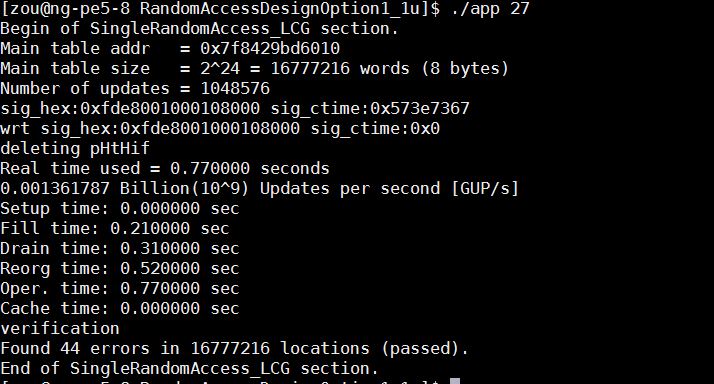 [zou@ng-pe5-8 RandomAccessDesignOption1_1u]$ ./app 27
Begin of SingleRandomAccess_LCG section.
Main table addr   = 0x7f8429bd6010
Main table size   = 2^24 = 16777216 words (8 bytes)
Number of updates = 1048576
sig_hex:0xfde8001000108000 sig_ctime:0x573e7367
wrt sig_hex:0xfde8001000108000 sig_ctime:0x0
deleting pHtHif
Real time used = 0.770000 seconds
0.001361787 Billion(10^9) Updates per second [GUP/s]
Setup time: 0.000000 sec
Fill time: 0.210000 sec
Drain time: 0.310000 sec
Reorg time: 0.520000 sec
Oper. time: 0.770000 sec
Cache time: 0.000000 sec
verification
Found 44 errors in 16777216 locations (passed).
End of SingleRandomAccess_LCG section.